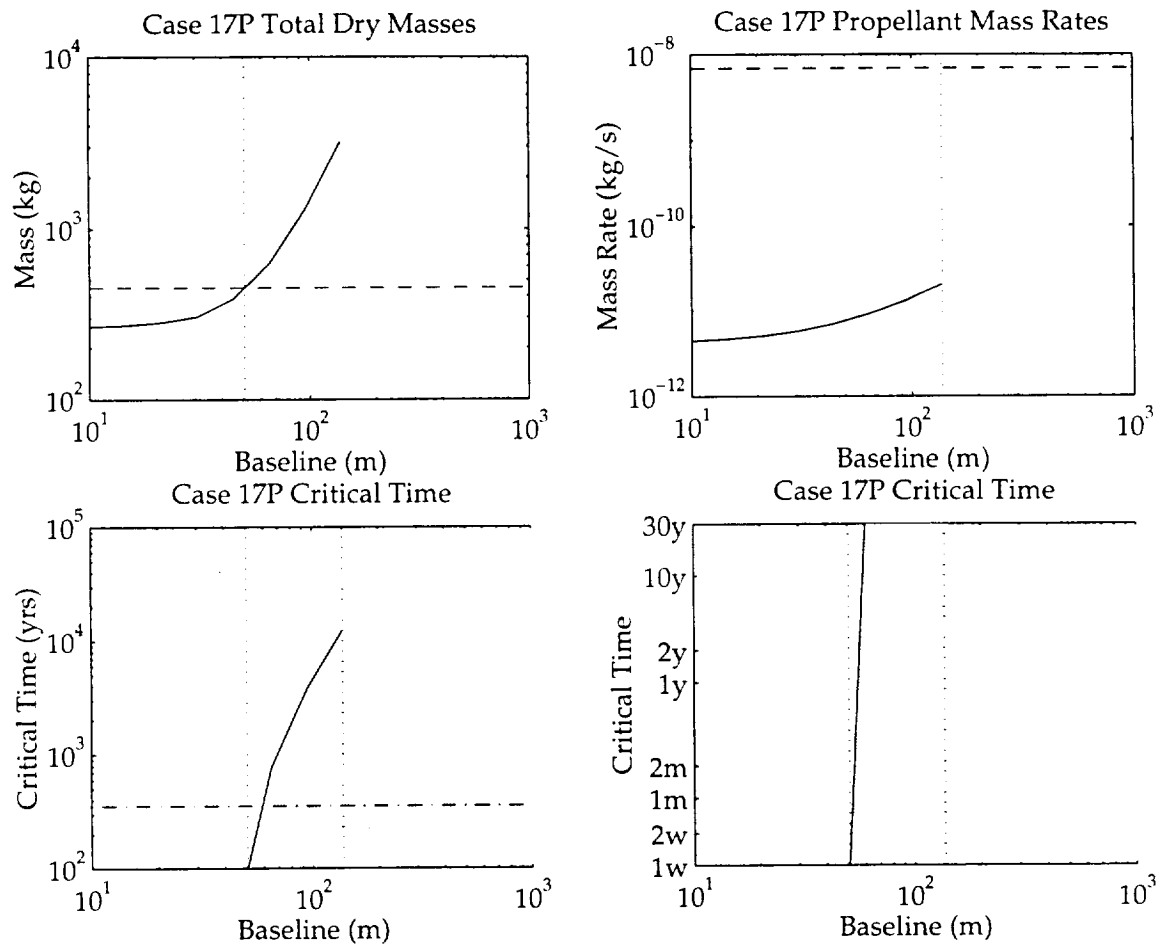 Case 17P Total Dry Masses
10^4
10^3
10^2
Mass (kg)
10^1
10^2
10^3
Baseline (m)
Case 17P Propellant Mass Rates
10^-8
10^-10
10^-12
Mass Rate (kg/s)
10^1
10^2
10^3
Baseline (m)
Case 17P Critical Time
10^5
10^4
10^3
10^2
Critical Time (yrs)
10^1
10^2
10^3
Baseline (m)
Case 17P Critical Time
30y
10y
2y
1y
2m
1m
2w
1w
Critical Time
10^1
10^2
10^3
Baseline (m)